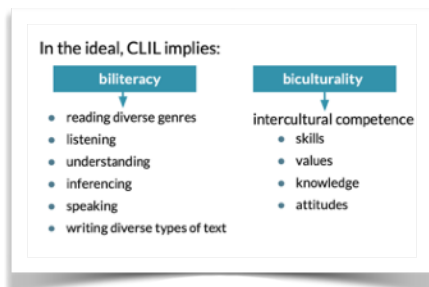 In the ideal, CLIL implies:
biliteracy
• reading diverse genres
• listening
• understanding
• inferencing
• speaking
• writing diverse types of text
biculturality
intercultural competence
• skills
• values
• knowledge
• attitudes